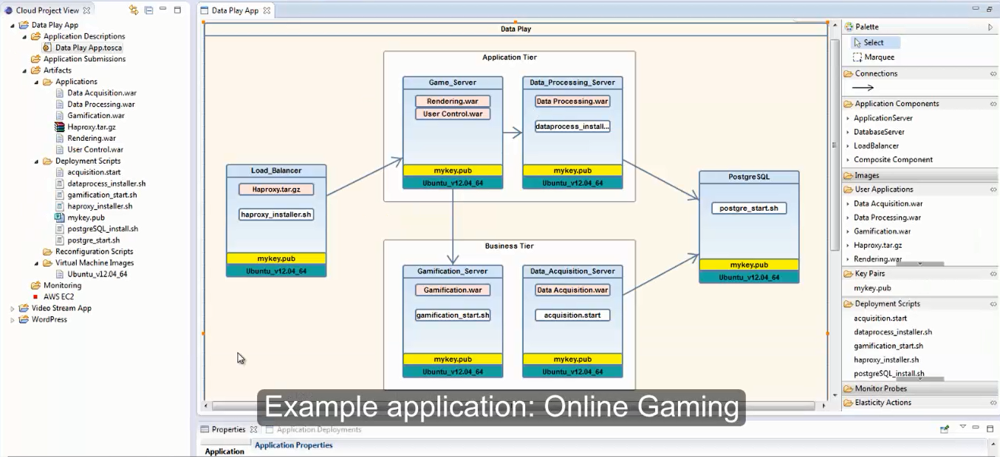 Cloud Project View
Data Play App
Application Descriptions
Data Play App.tosca
Application Submissions
Artifacts
Applications
Data Acquisition.war
Data Processing.war
Gamification.war
Haproxy.tar.gz
Rendering.war
User Control.war
Deployment Scripts
acquisition.start
dataprocess_installer.sh
gamification_start.sh
haproxy_installer.sh
mykey.pub
postgreSQL_install.sh
postgre_start.sh
Reconfiguration Scripts
Virtual Machine Images
Ubuntu_v12.04_64
Monitoring
AWS EC2
Video Stream App
WordPress
Data Play App
Data Play
Application Tier
Game_Server
Rendering.war
User Control.war
mykey.pub
Ubuntu_v12.04_64
Data_Processing_Server
Data Processing.war
dataprocess_install...
mykey.pub
Ubuntu_v12.04_64
Load_Balancer
Haproxy.tar.gz
haproxy_installer.sh
mykey.pub
Ubuntu_v12.04_64
PostgreSQL
postgre_start.sh
mykey.pub
Ubuntu_v12.04_64
Business Tier
Gamification_Server
Gamification.war
gamification_start.sh
mykey.pub
Ubuntu_v12.04_64
Data_Acquisition_Server
Data Acquisition.war
acquisition.start
mykey.pub
Ubuntu_v12.04_64
Example application: Online Gaming
Palette
Select
Marquee
Connections
Application Components
ApplicationServer
DatabaseServer
LoadBalancer
Composite Component
Images
User Applications
Data Acquisition.war
Data Processing.war
Gamification.war
Haproxy.tar.gz
Rendering.war
Key Pairs
mykey.pub
Deployment Scripts
acquisition.start
dataprocess_installer.sh
gamification_start.sh
haproxy_installer.sh
postgreSQL_install.sh
Monitor Probes
Elasticity Actions
Properties
Application Deployments
Application
Application Properties